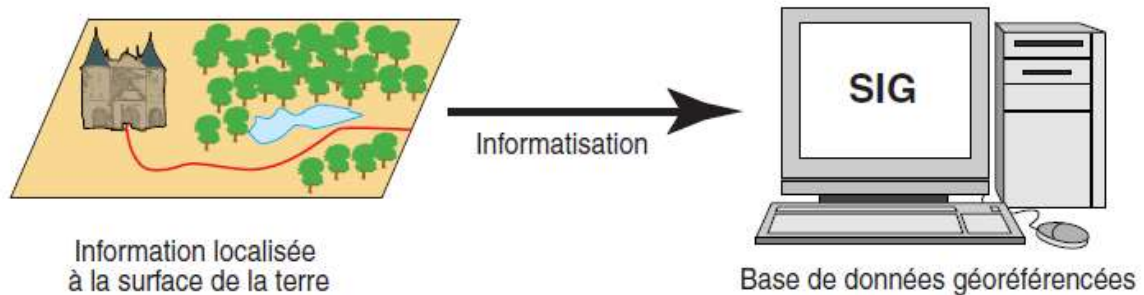 SIG
Informatisation
Information localisée
à la surface de la terre
Base de données géoréférencées